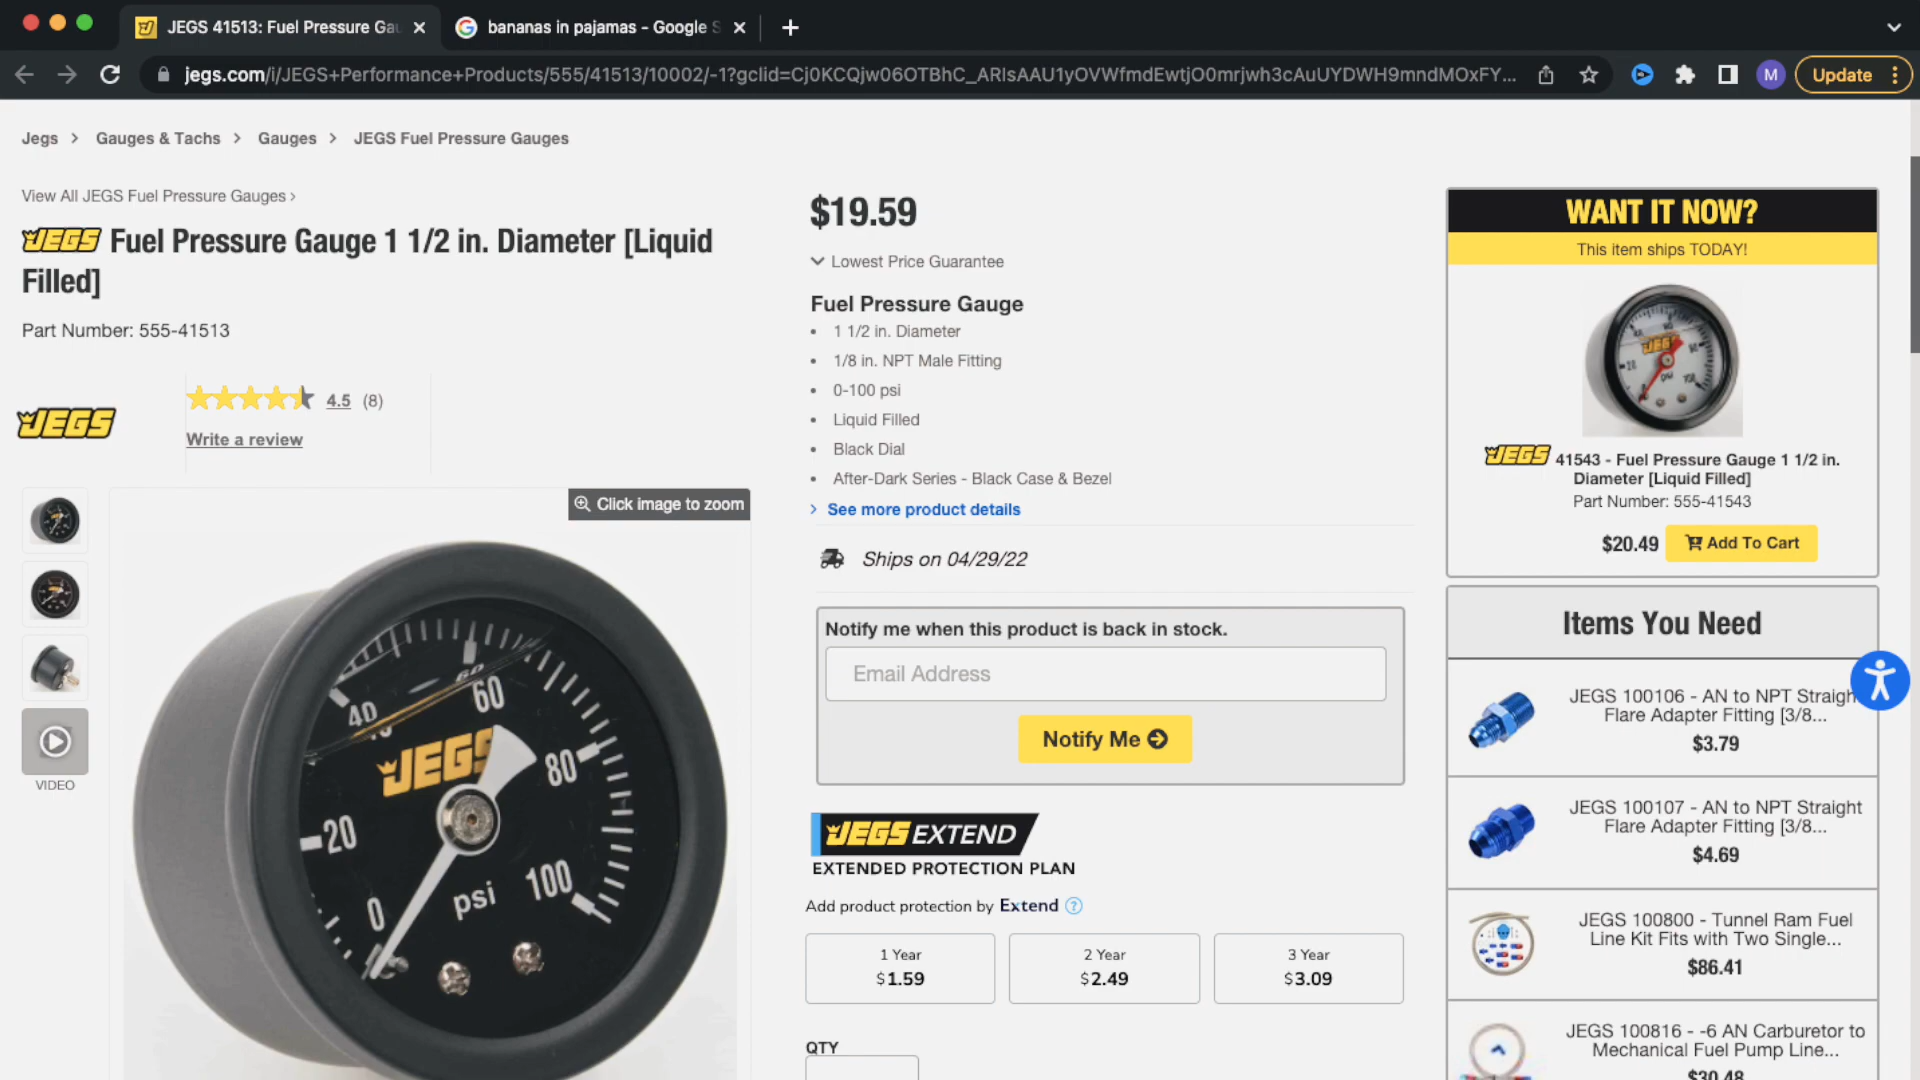 JEGS 41513: Fuel Pressure Gau
bananas in pajamas - Google S
jegs.com/i/JEGS+Performance+Products/555/41513/10002/-1?gclid=Cj0KCQjw06OTBhC_ARIsAAU1yOVWfmdEwtjO0mrjwh3cAuUYDWH9mndMOxFY...
M
Update
Jegs > Gauges & Tachs > Gauges > JEGS Fuel Pressure Gauges
View All JEGS Fuel Pressure Gauges >
JEGS Fuel Pressure Gauge 1 1/2 in. Diameter [Liquid
Filled]
Part Number: 555-41513
JEGS
4.5 (8)
Write a review
Click image to zoom
VIDEO
40
60
60
JEGS
80
20
100
psi
0
$19.59
Lowest Price Guarantee
Fuel Pressure Gauge
• 1 1/2 in. Diameter
• 1/8 in. NPT Male Fitting
• 0-100 psi
• Liquid Filled
• Black Dial
• After-Dark Series - Black Case & Bezel
> See more product details
Ships on 04/29/22
Notify me when this product is back in stock.
Email Address
Notify Me
JEGS EXTEND
EXTENDED PROTECTION PLAN
Add product protection by Extend ?
1 Year
$1.59
2 Year
$2.49
3 Year
$3.09
QTY
WANT IT NOW?
This item ships TODAY!
JEGS 41543 - Fuel Pressure Gauge 1 1/2 in.
Diameter [Liquid Filled]
Part Number: 555-41543
$20.49
Add To Cart
Items You Need
JEGS 100106 - AN to NPT Straigh
Flare Adapter Fitting [3/8...
$3.79
JEGS 100107 - AN to NPT Straight
Flare Adapter Fitting [3/8...
$4.69
JEGS 100800 - Tunnel Ram Fuel
Line Kit Fits with Two Single...
$86.41
JEGS 100816 - -6 AN Carburetor to
Mechanical Fuel Pump Line...
$30.48